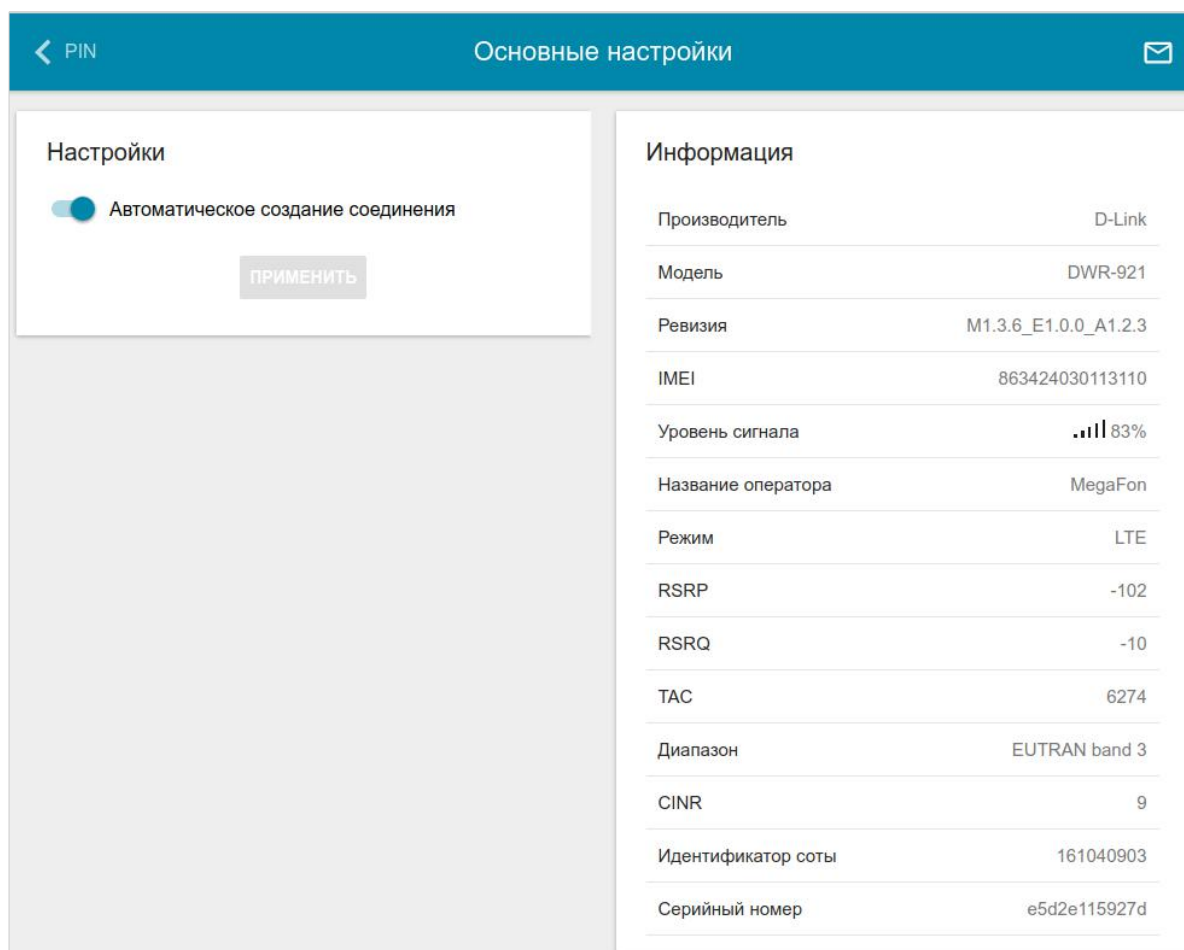 PIN
Основные настройки
Настройки
Автоматическое создание соединения
ПРИМЕНИТЬ
Информация
Производитель D-Link
Модель DWR-921
Ревизия M1.3.6_E1.0.0_A1.2.3
IMEI 863424030113110
Уровень сигнала 83%
Название оператора MegaFon
Режим LTE
RSRP -102
RSRQ -10
TAC 6274
Диапазон EUTRAN band 3
CINR 9
Идентификатор соты 161040903
Серийный номер e5d2e115927d